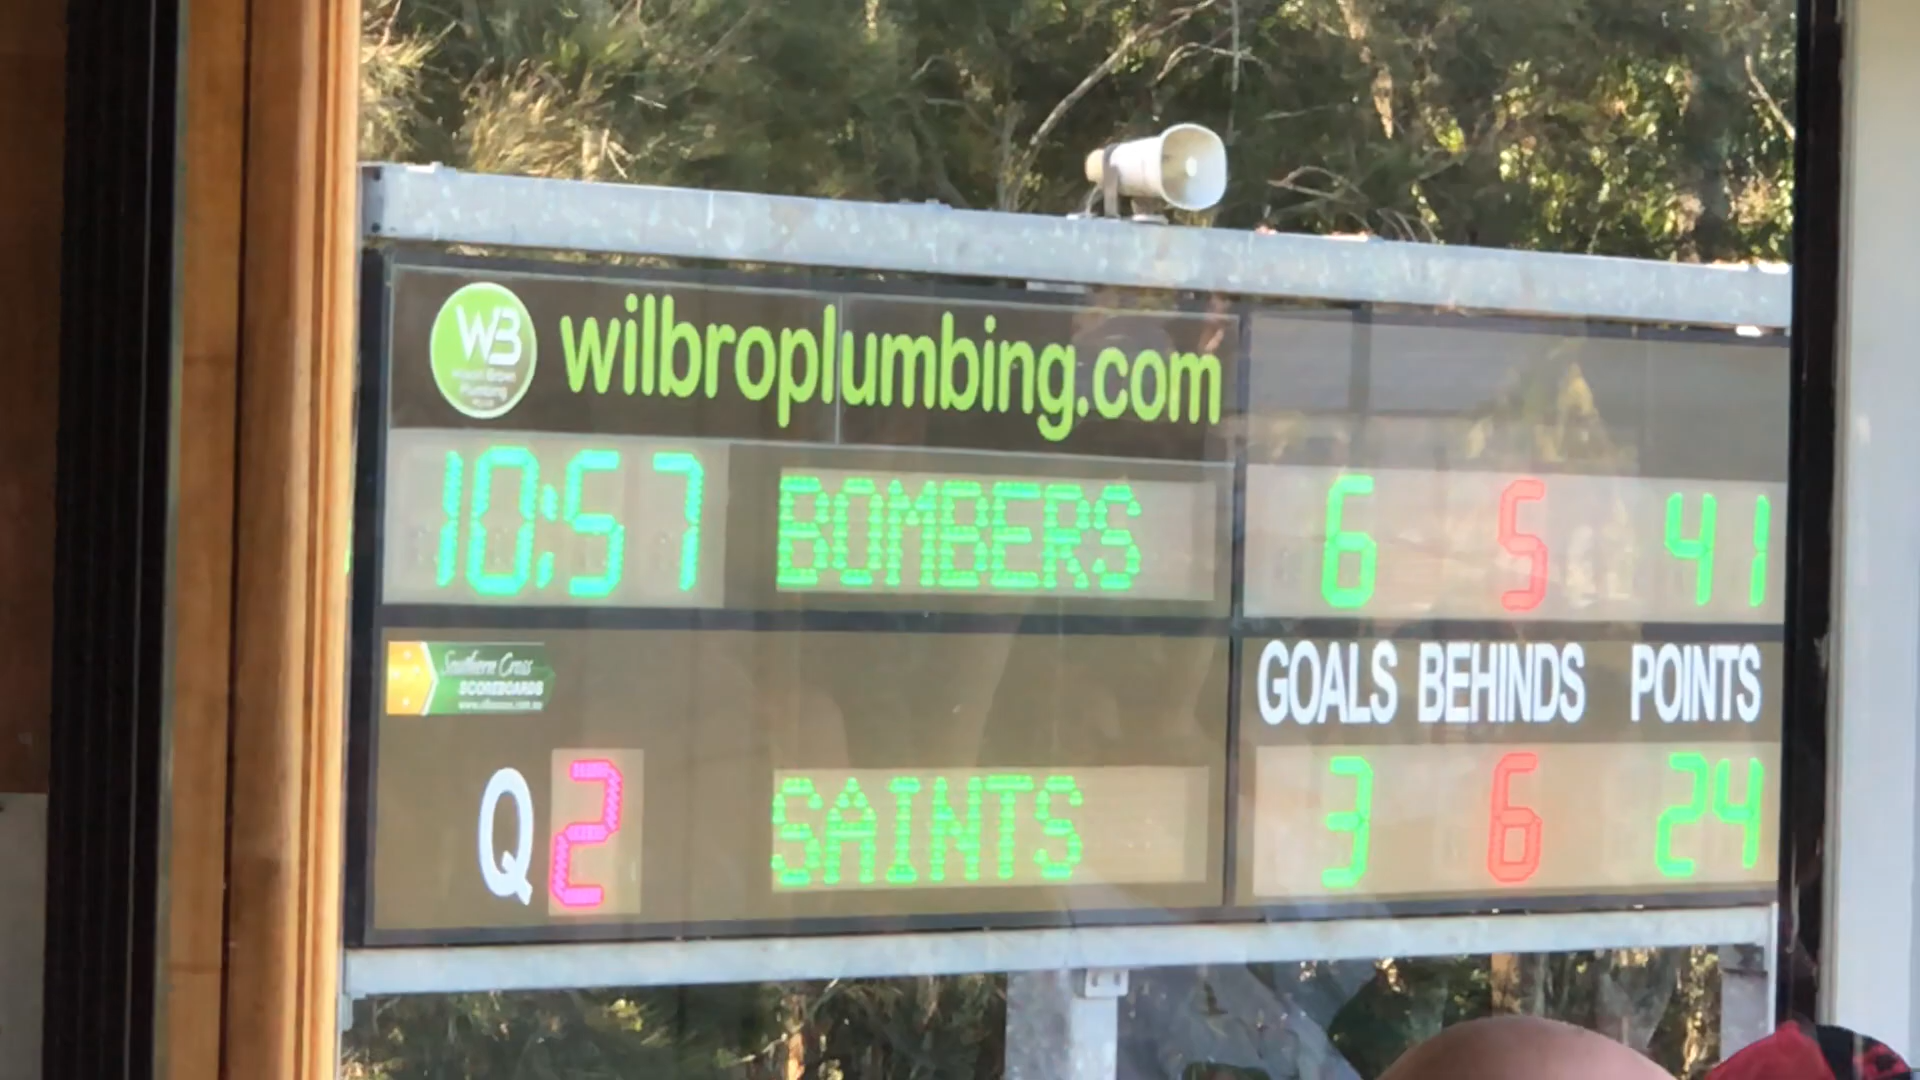 WB
wilbroplumbing.com
10:57 BOMBERS 6 5 41
Southern Cross
SCOREBOARDS
GOALS BEHINDS POINTS
Q2 SAINTS 3 6 24